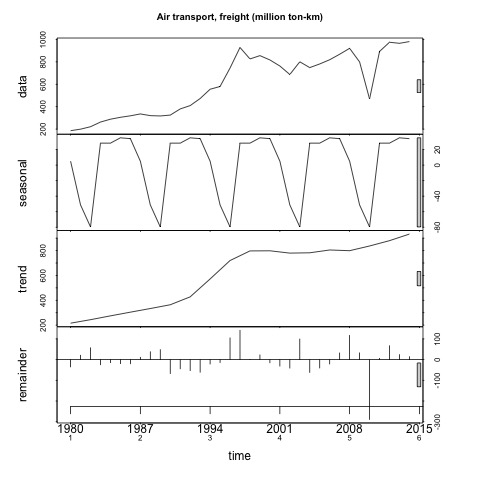 Air transport, freight (million ton-km)
data
200 400 600 800 1000
seasonal
-80 -40 0 20
trend
200 400 600 800
remainder
-300 -100 0 100
1980 1987 1994 2001 2008 2015
1 2 3 4 5 6
time